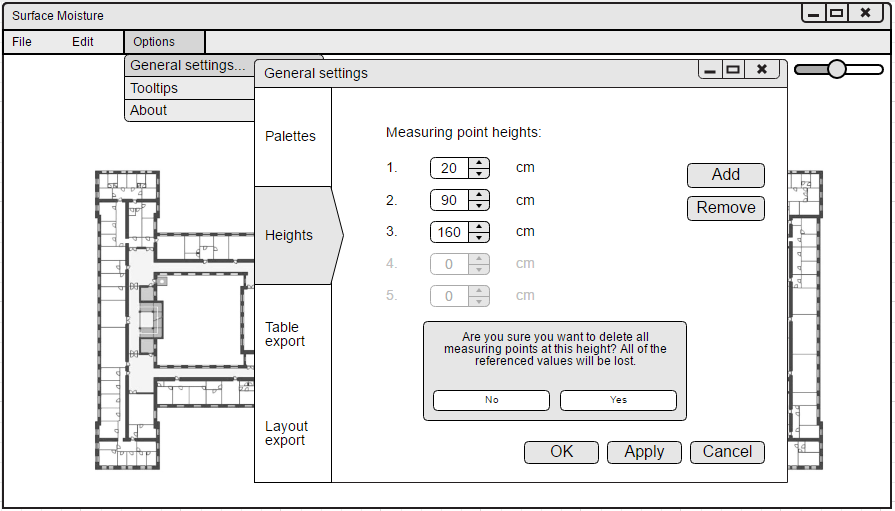 Surface Moisture
File Edit Options
General settings...
Tooltips
About
General settings
Palettes
Heights
Table
export
Layout
export
Measuring point heights:
1. 20 cm
2. 90 cm
3. 160 cm
4. 0 cm
5. 0 cm
Add
Remove
Are you sure you want to delete all
measuring points at this height? All of the
referenced values will be lost.
No Yes
OK Apply Cancel